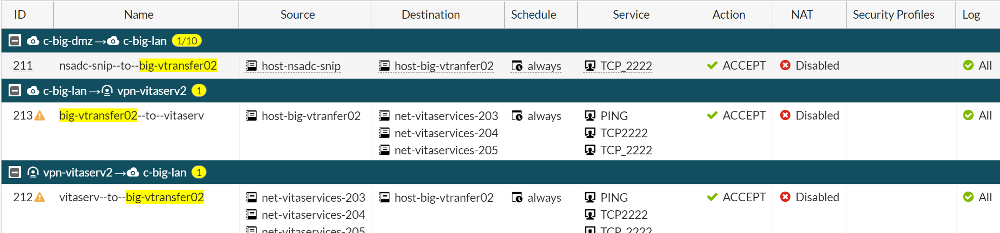 ID Name Source Destination Schedule Service Action NAT Security Profiles Log
c-big-dmz → c-big-lan 1/10
211 nsadc-snip--to--big-vtransfer02 host-nsadc-snip host-big-vtranfer02 always TCP_2222 ACCEPT Disabled All
c-big-lan → vpn-vitaserv2 1
213 big-vtransfer02--to--vitaserv host-big-vtranfer02 net-vitaservices-203 always PING ACCEPT Disabled All
net-vitaservices-204 TCP2222
net-vitaservices-205 TCP_2222
vpn-vitaserv2 → c-big-lan 1
212 vitaserv--to--big-vtransfer02 net-vitaservices-203 host-big-vtranfer02 always PING ACCEPT Disabled All
net-vitaservices-204 TCP2222
net-vitaservices-205 TCP_2222